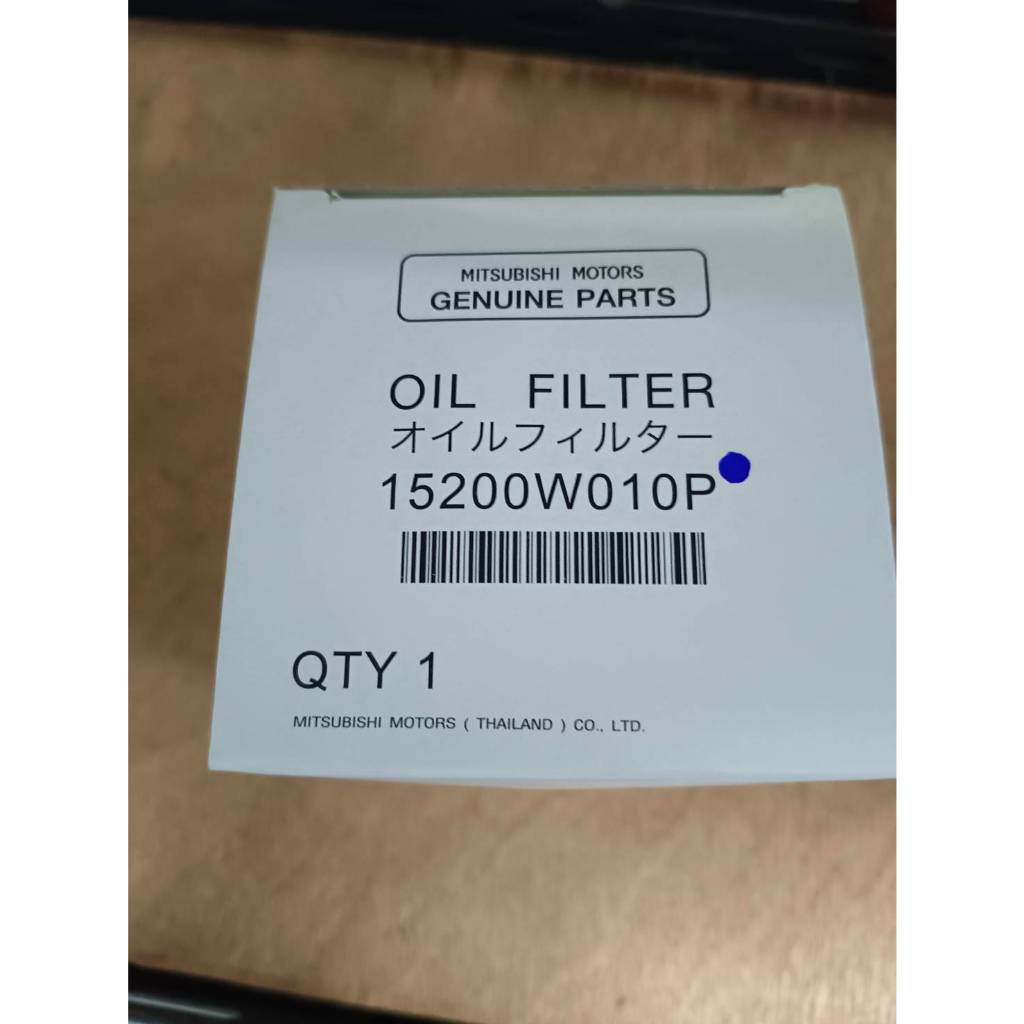 MITSUBISHI MOTORS
GENUINE PARTS
OIL FILTER
オイルフィルター
15200W010P
QTY 1
MITSUBISHI MOTORS ( THAILAND ) CO., LTD.